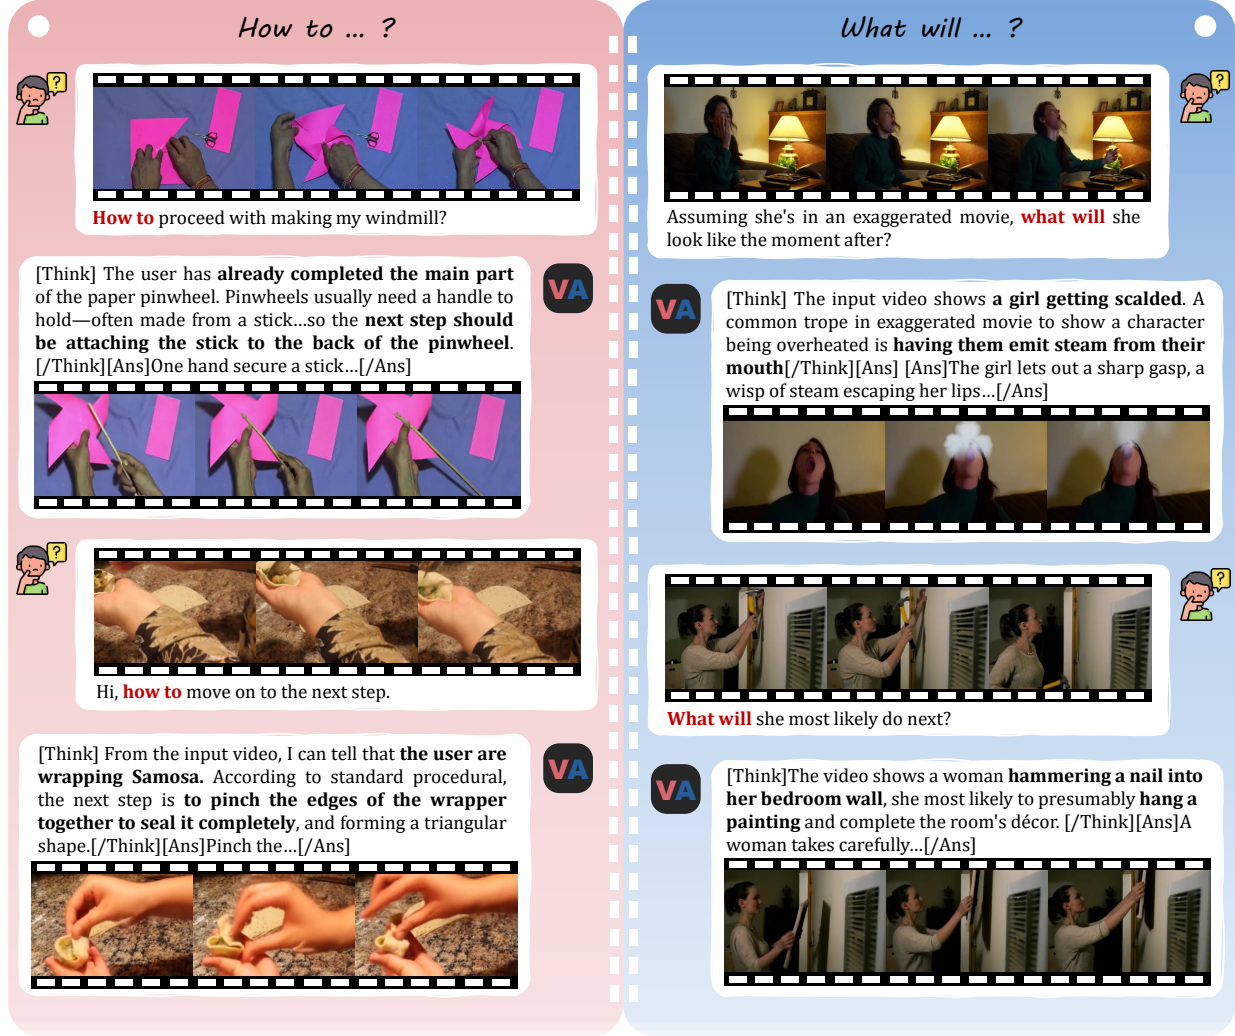 How to ... ?
?
How to proceed with making my windmill?
[Think] The user has already completed the main part
of the paper pinwheel. Pinwheels usually need a handle to
hold—often made from a stick...so the next step should
be attaching the stick to the back of the pinwheel.
[/Think][Ans]One hand secure a stick...[/Ans]
VA
?
Hi, how to move on to the next step.
[Think] From the input video, I can tell that the user are
wrapping Samosa. According to standard procedural,
the next step is to pinch the edges of the wrapper
together to seal it completely, and forming a triangular
shape.[/Think][Ans]Pinch the...[/Ans]
VA
What will ... ?
?
Assuming she's in an exaggerated movie, what will she
look like the moment after?
VA
[Think] The input video shows a girl getting scalded. A
common trope in exaggerated movie to show a character
being overheated is having them emit steam from their
mouth[/Think][Ans] [Ans]The girl lets out a sharp gasp, a
wisp of steam escaping her lips...[/Ans]
?
What will she most likely do next?
VA
[Think]The video shows a woman hammering a nail into
her bedroom wall, she most likely to presumably hang a
painting and complete the room's décor. [/Think][Ans]A
woman takes carefully...[/Ans]